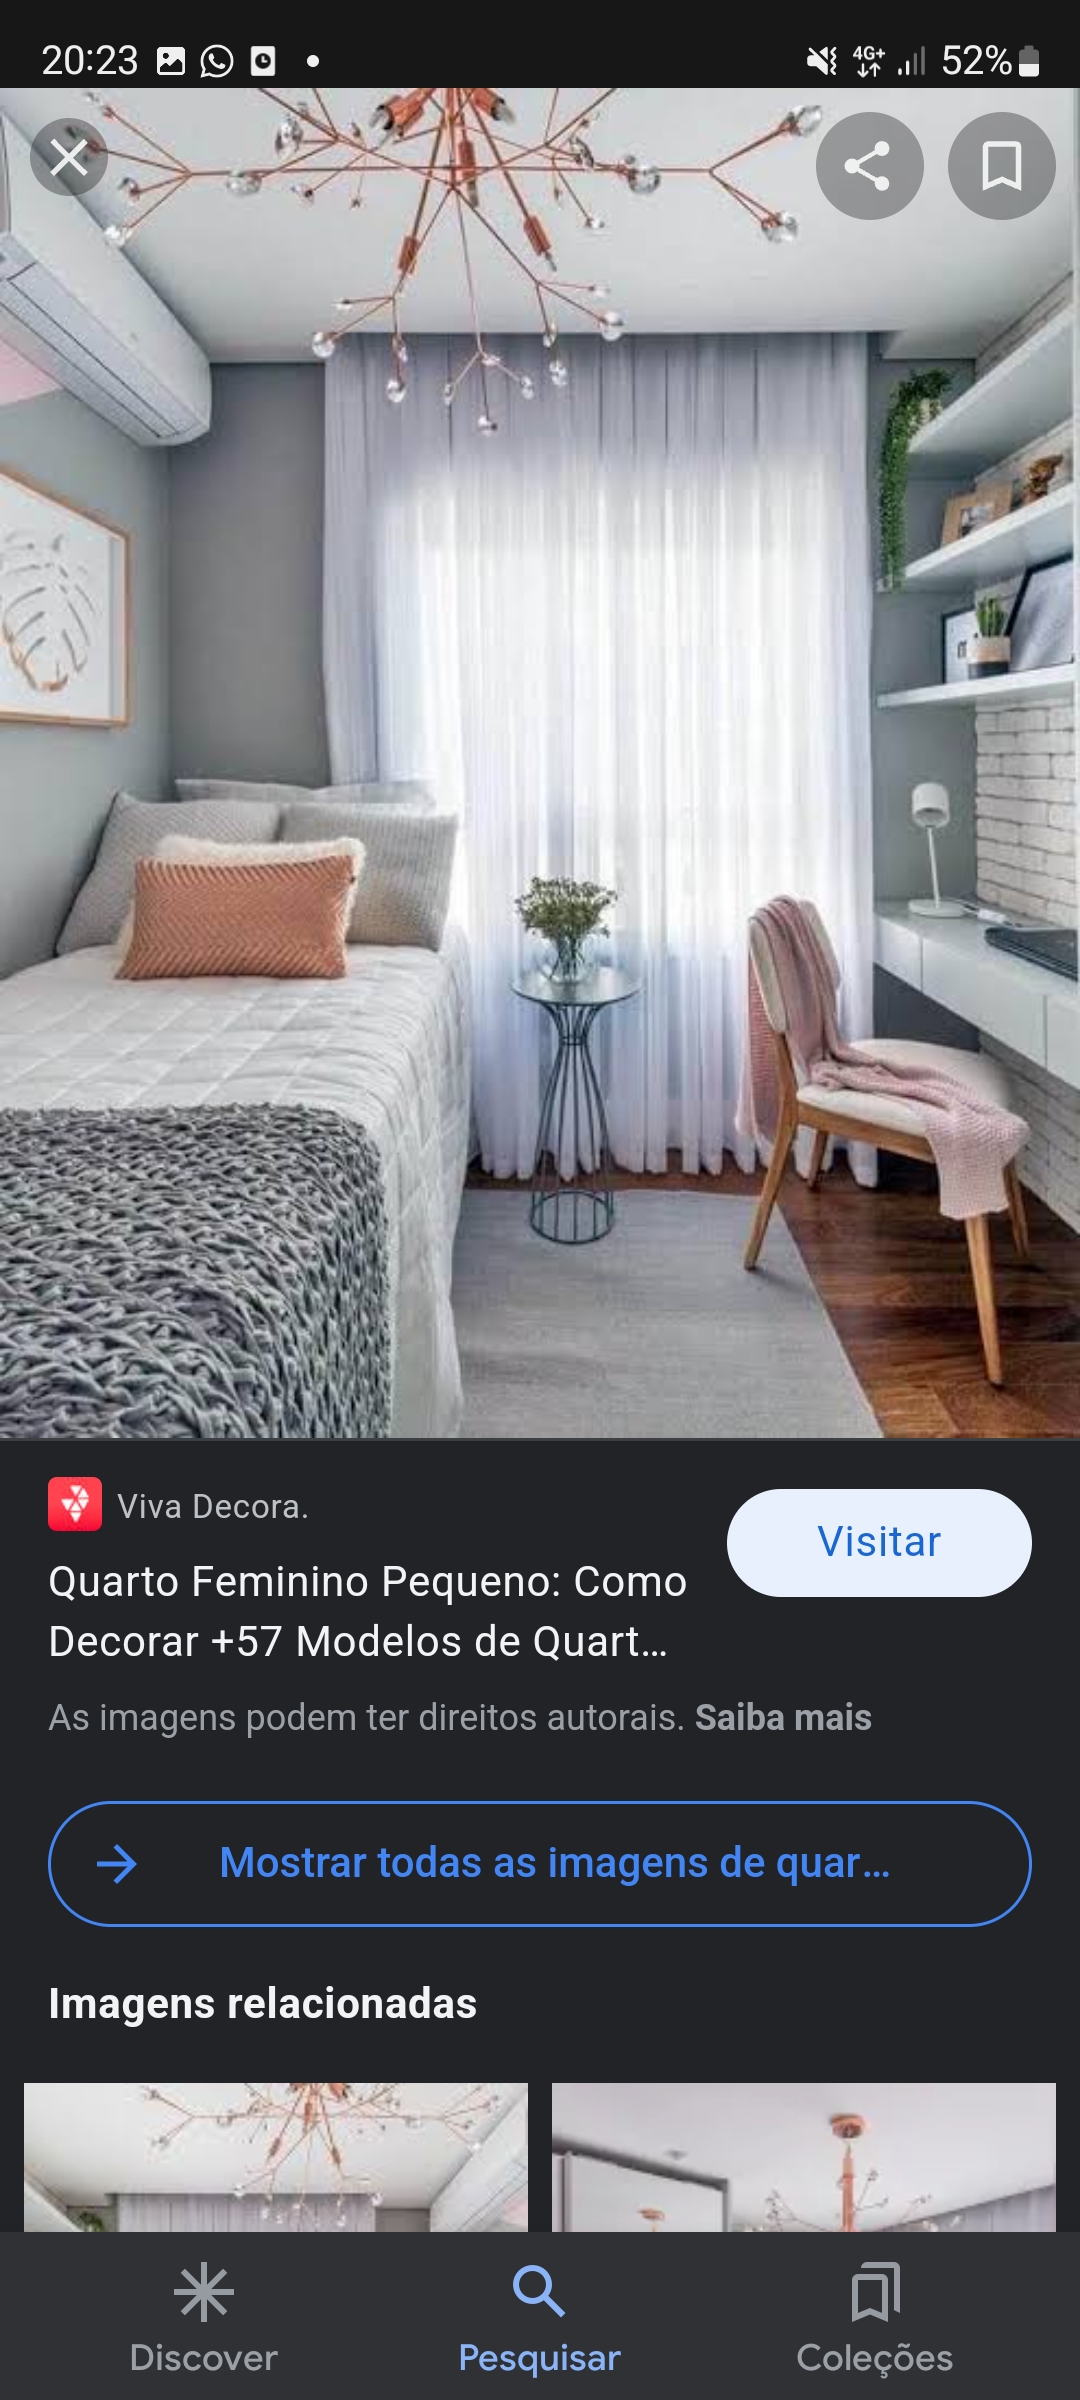 20:23
4G+
52%
Viva Decora.
Visitar
Quarto Feminino Pequeno: Como
Decorar +57 Modelos de Quart...
As imagens podem ter direitos autorais. Saiba mais
Mostrar todas as imagens de quar...
Imagens relacionadas
Discover
Pesquisar
Coleções